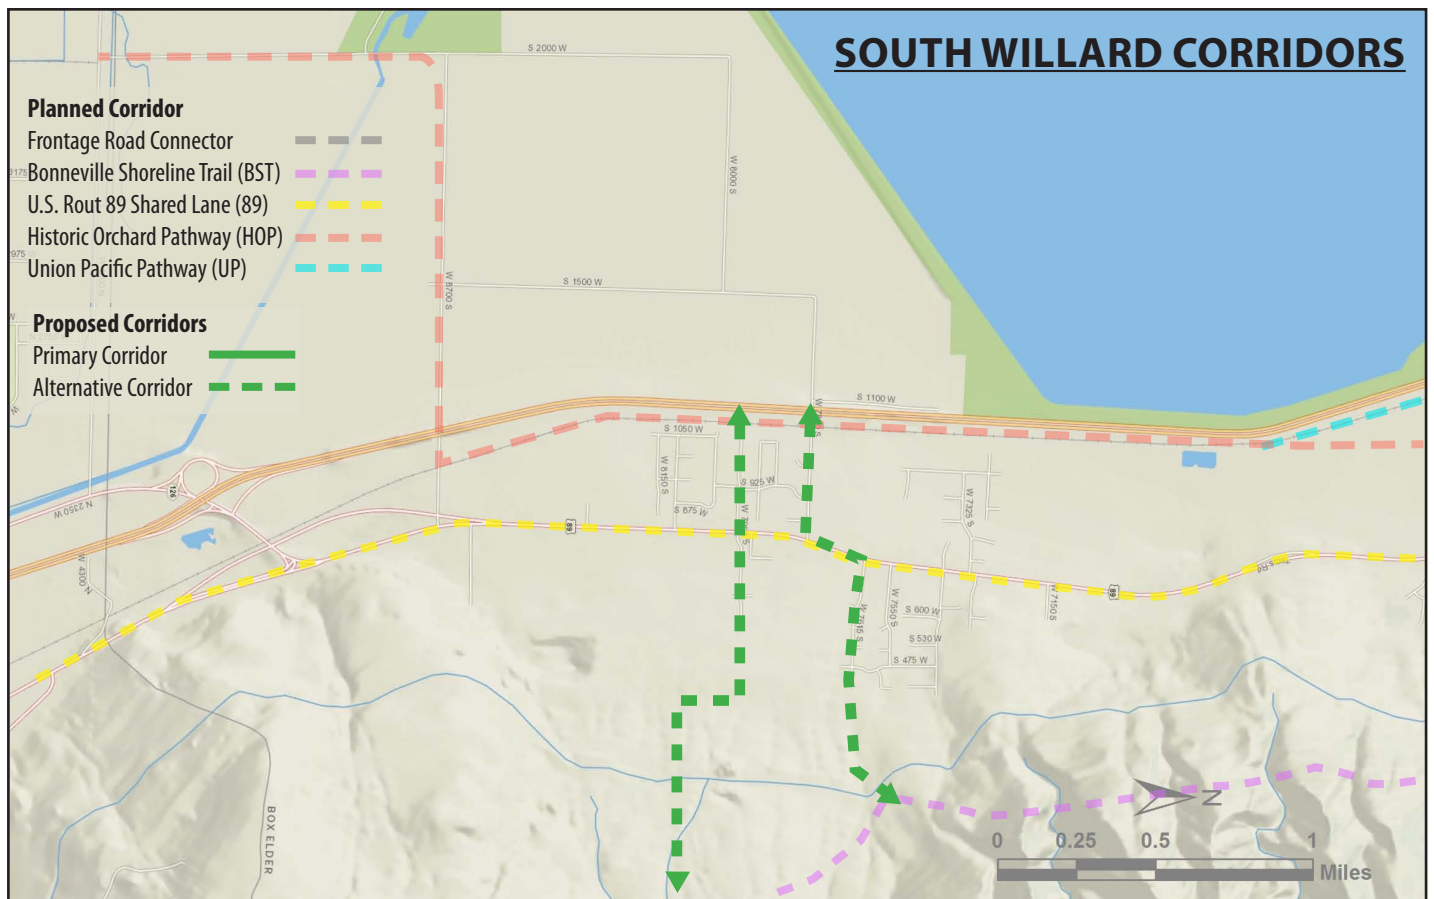 SOUTH WILLARD CORRIDORS
S 2000 W
Planned Corridor
Frontage Road Connector
Bonneville Shoreline Trail (BST)
U.S. Rout 89 Shared Lane (89)
Historic Orchard Pathway (HOP)
Union Pacific Pathway (UP)
Proposed Corridors
Primary Corridor
Alternative Corridor
3175
2975
W
W 8000 S
S 1500 W
W 8700 S
S 1100 W
S 1050 W
W 8150 S
S 925 W
S 875 W
W 7325 S
126
N 2350 W
W 4300 N
89
89
W 7550 S
S 600 W
S 530 W
S 475 W
W 7150 S
BOX ELDER
N
0 0.25 0.5 1
Miles